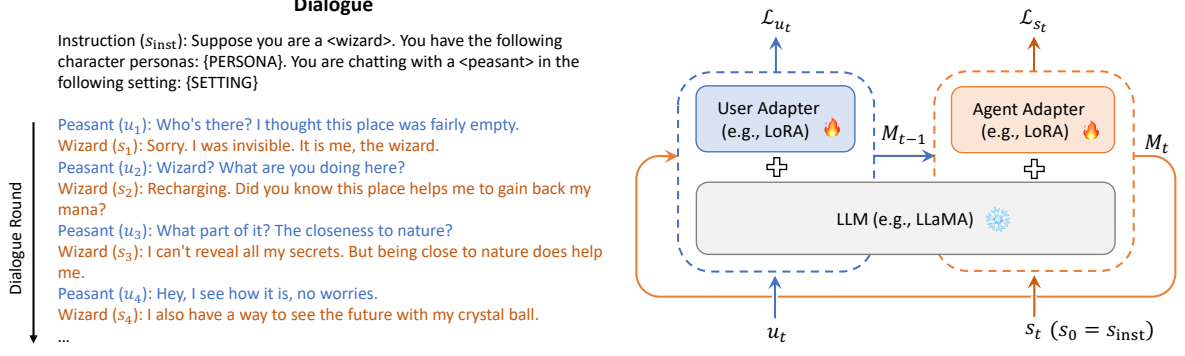 Dialogue
Instruction (s_inst): Suppose you are a <wizard>. You have the following
character personas: {PERSONA}. You are chatting with a <peasant> in the
following setting: {SETTING}
Dialogue Round
Peasant (u_1): Who's there? I thought this place was fairly empty.
Wizard (s_1): Sorry. I was invisible. It is me, the wizard.
Peasant (u_2): Wizard? What are you doing here?
Wizard (s_2): Recharging. Did you know this place helps me to gain back my
mana?
Peasant (u_3): What part of it? The closeness to nature?
Wizard (s_3): I can't reveal all my secrets. But being close to nature does help
me.
Peasant (u_4): Hey, I see how it is, no worries.
Wizard (s_4): I also have a way to see the future with my crystal ball.
...
ℒ_{u_t}
ℒ_{s_t}
User Adapter
(e.g., LoRA)
M_{t−1}
Agent Adapter
(e.g., LoRA)
M_t
LLM (e.g., LLaMA)
u_t
s_t (s_0 = s_inst)